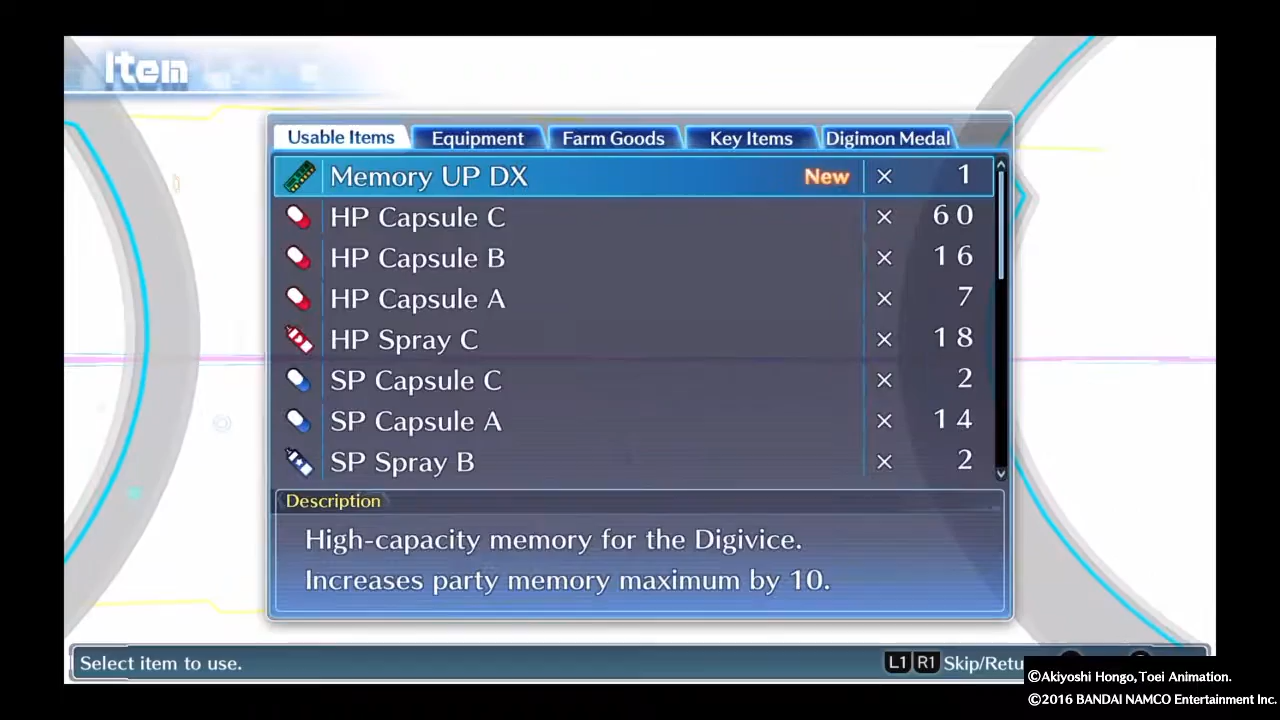 Item
Usable Items Equipment Farm Goods Key Items Digimon Medal
Memory UP DX New × 1
HP Capsule C × 60
HP Capsule B × 16
HP Capsule A × 7
HP Spray C × 18
SP Capsule C × 2
SP Capsule A × 14
SP Spray B × 2
Description
High-capacity memory for the Digivice.
Increases party memory maximum by 10.
Select item to use. L1 R1 Skip/Retu
©Akiyoshi Hongo, Toei Animation.
©2016 BANDAI NAMCO Entertainment Inc.